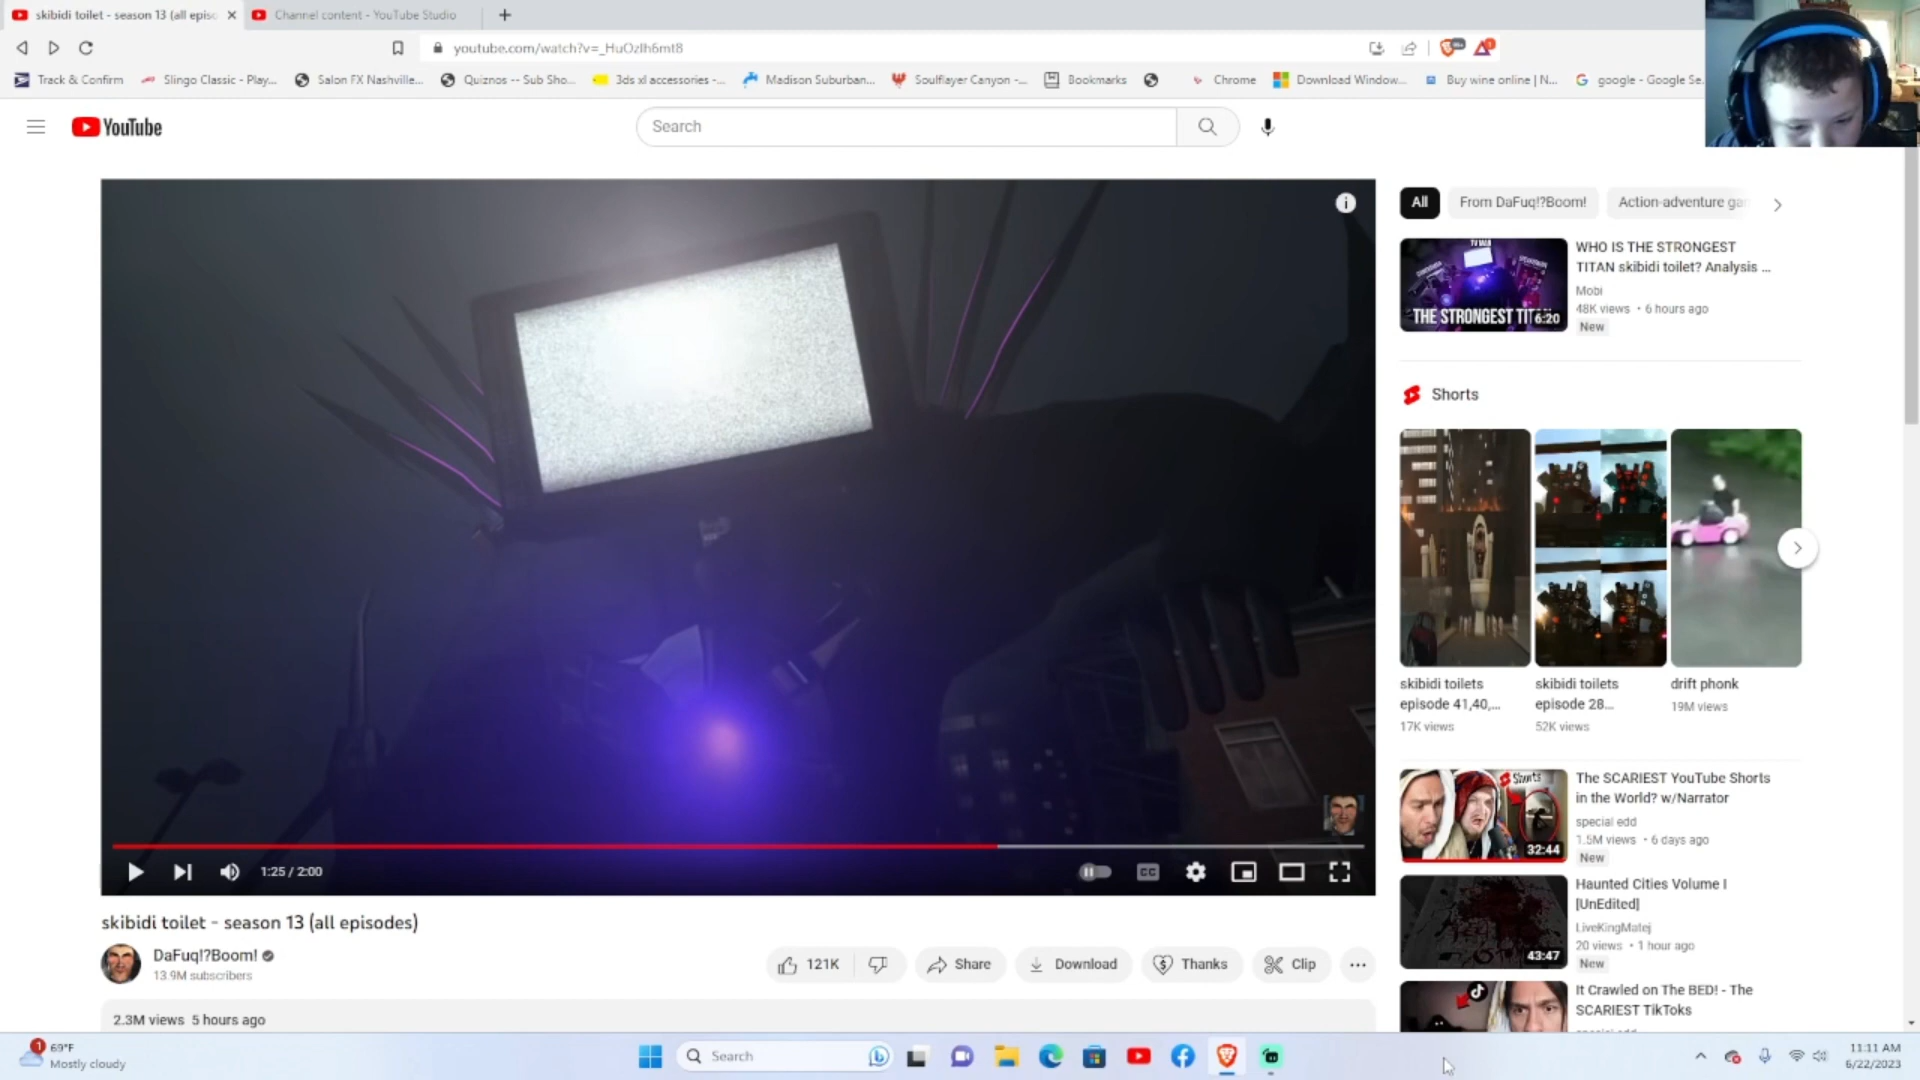 skibidi toilet - season 13 (all episo
Channel content - YouTube Studio
youtube.com/watch?v=_HuOzlh6mt8
Track & Confirm
Slingo Classic - Play...
Salon FX Nashville...
Quiznos -- Sub Sho...
3ds xl accessories -...
Madison Suburban...
Soulflayer Canyon -...
Bookmarks
Chrome
Download Window...
Buy wine online | N...
google - Google Se...
YouTube
Search
All
From DaFuq!?Boom!
Action-adventure ga
TV MAN
THE STRONGEST TIT
6:20
WHO IS THE STRONGEST
TITAN skibidi toilet? Analysis ...
Mobi
48K views • 6 hours ago
New
Shorts
skibidi toilets
episode 41,40,...
17K views
skibidi toilets
episode 28...
52K views
drift phonk
19M views
Shorts
32:44
The SCARIEST YouTube Shorts
in the World? w/Narrator
special edd
1.5M views • 6 days ago
New
43:47
Haunted Cities Volume I
[UnEdited]
LiveKingMatej
20 views • 1 hour ago
New
It Crawled on The BED! - The
SCARIEST TikToks
1:25 / 2:00
CC
skibidi toilet - season 13 (all episodes)
DaFuq!?Boom!
13.9M subscribers
121K
Share
Download
Thanks
Clip
2.3M views 5 hours ago
1
69°F
Mostly cloudy
Search
11:11 AM
6/22/2023